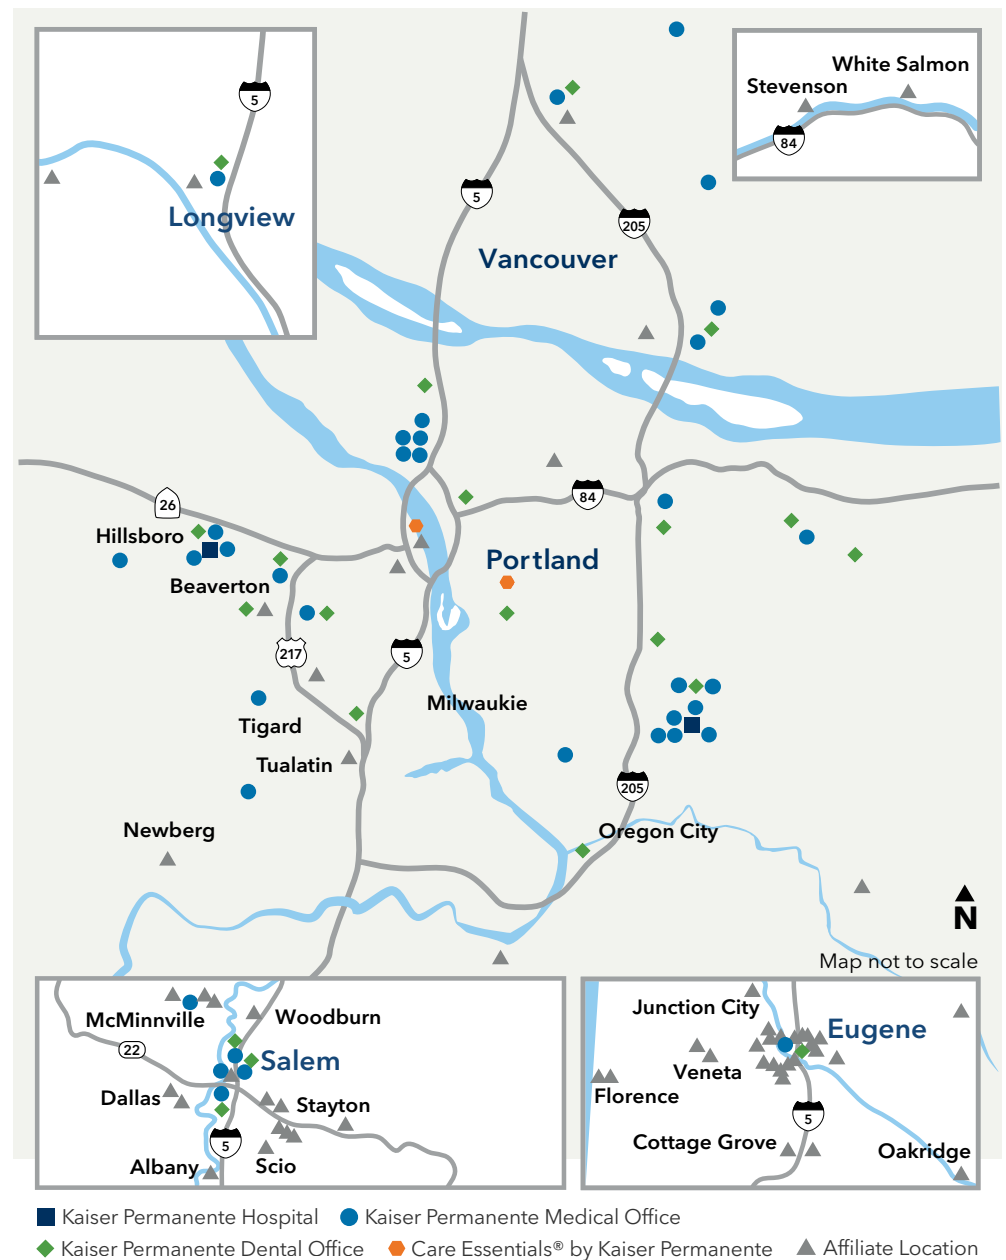 5
Longview
White Salmon
Stevenson
84
5
205
Vancouver
26
84
Hillsboro
Portland
Beaverton
217
5
Milwaukie
Tigard
Tualatin
205
Newberg
Oregon City
N
Map not to scale
McMinnville
Woodburn
22
Salem
Dallas
Stayton
5
Albany
Scio
Junction City
Eugene
Veneta
Florence
5
Cottage Grove
Oakridge
Kaiser Permanente Hospital Kaiser Permanente Medical Office
Kaiser Permanente Dental Office Care Essentials® by Kaiser Permanente Affiliate Location